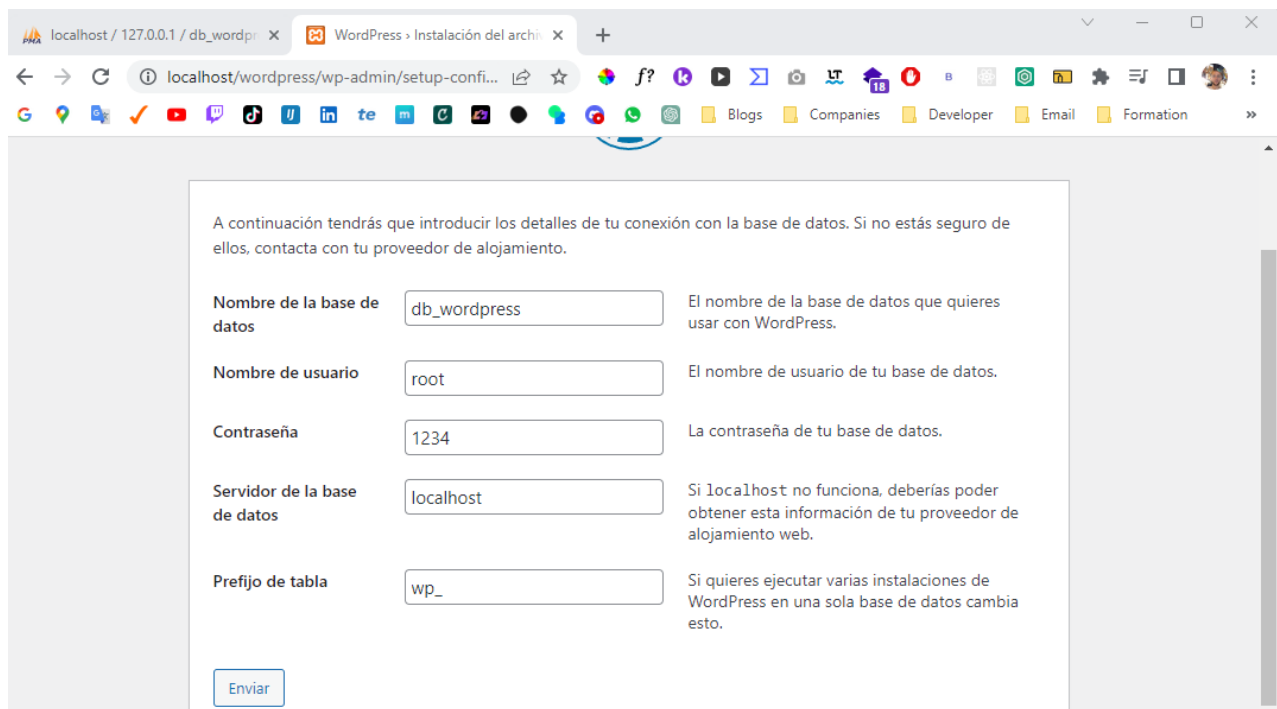 localhost / 127.0.0.1 / db_wordpr
WordPress › Instalación del archiv
localhost/wordpress/wp-admin/setup-confi...
f?
18
Blogs
Companies
Developer
Email
Formation
A continuación tendrás que introducir los detalles de tu conexión con la base de datos. Si no estás seguro de
ellos, contacta con tu proveedor de alojamiento.
Nombre de la base de
datos
db_wordpress
El nombre de la base de datos que quieres
usar con WordPress.
Nombre de usuario
root
El nombre de usuario de tu base de datos.
Contraseña
1234
La contraseña de tu base de datos.
Servidor de la base
de datos
localhost
Si localhost no funciona, deberías poder
obtener esta información de tu proveedor de
alojamiento web.
Prefijo de tabla
wp_
Si quieres ejecutar varias instalaciones de
WordPress en una sola base de datos cambia
esto.
Enviar